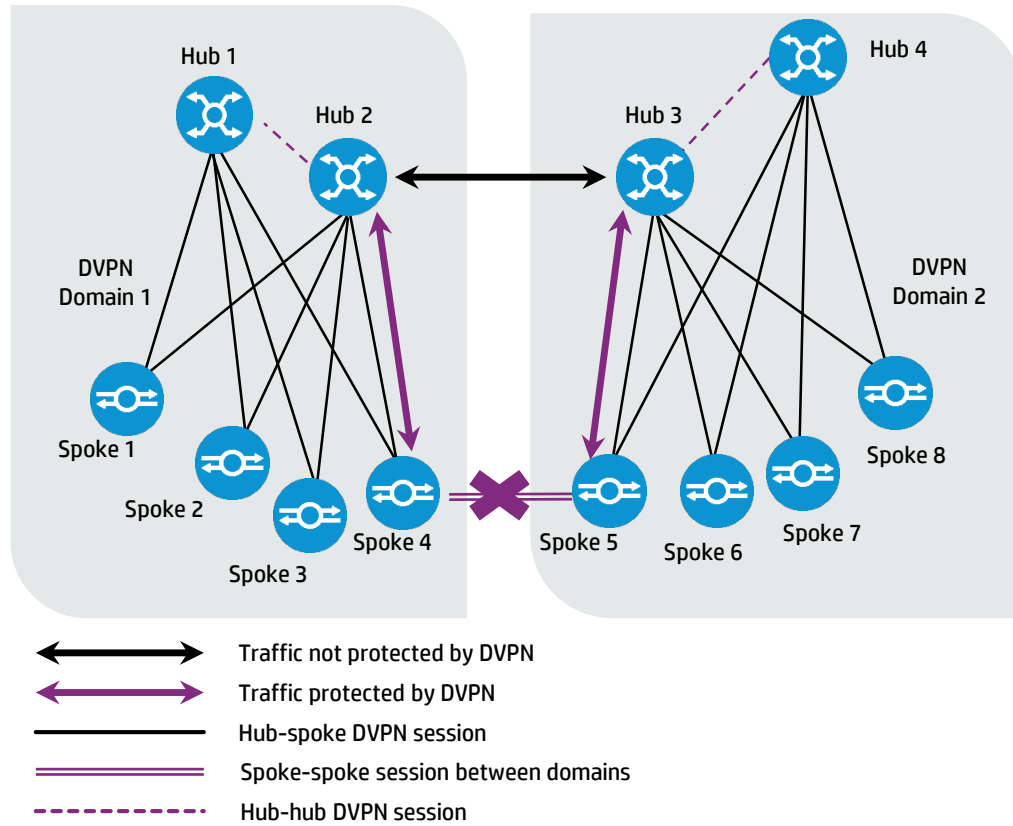 Hub 1
Hub 2
Hub 3
Hub 4
DVPN
Domain 1
DVPN
Domain 2
Spoke 1
Spoke 2
Spoke 3
Spoke 4
Spoke 5
Spoke 6
Spoke 7
Spoke 8
Traffic not protected by DVPN
Traffic protected by DVPN
Hub-spoke DVPN session
Spoke-spoke session between domains
Hub-hub DVPN session